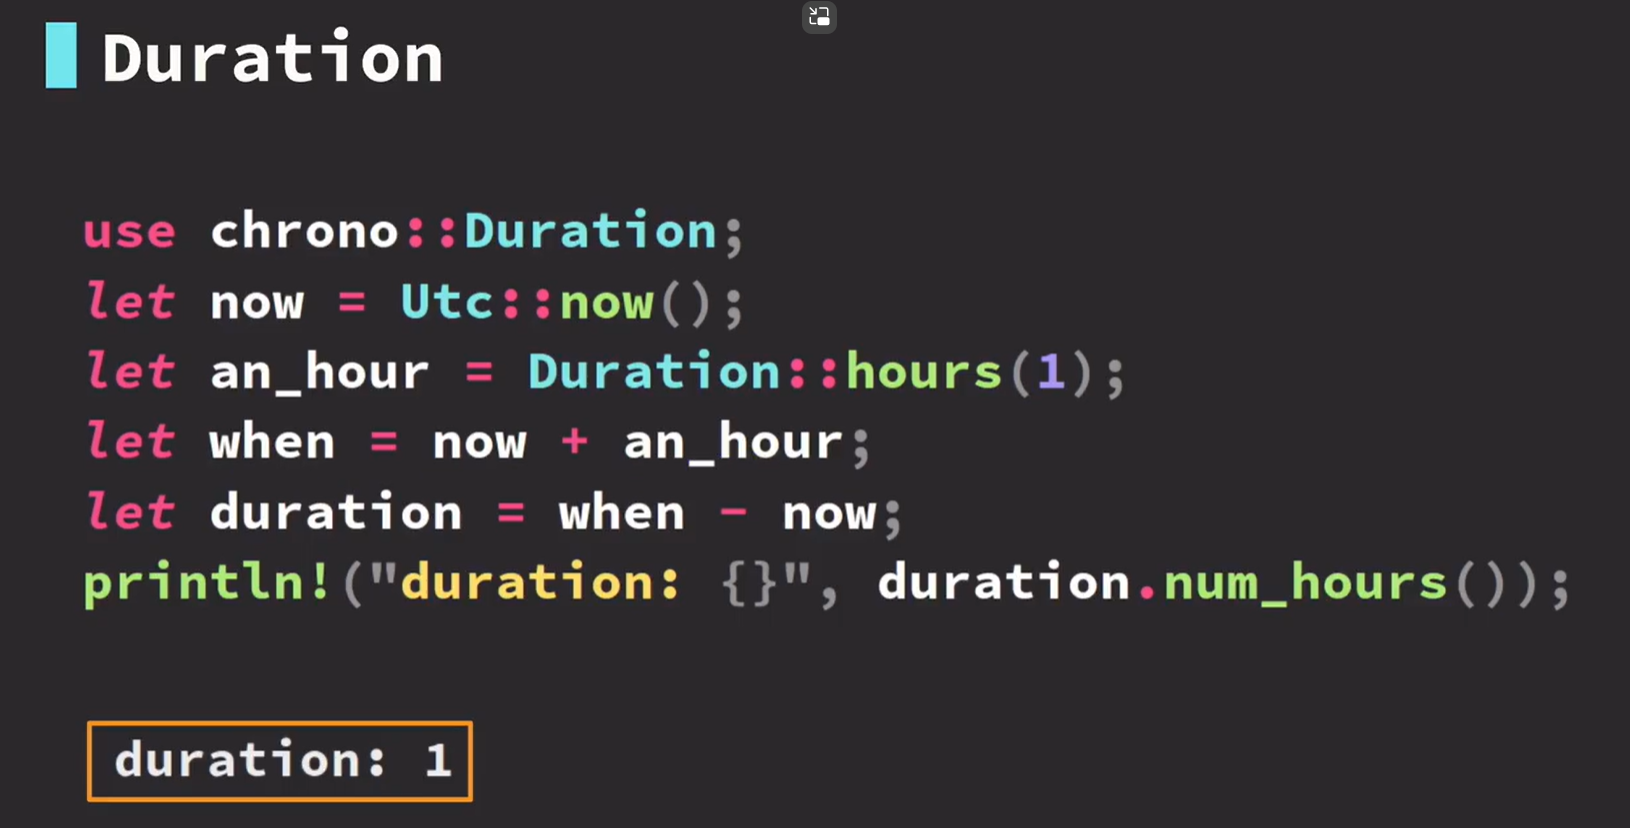 Duration
use chrono::Duration;
let now = Utc::now();
let an_hour = Duration::hours(1);
let when = now + an_hour;
let duration = when - now;
println!("duration: {}", duration.num_hours());
duration: 1